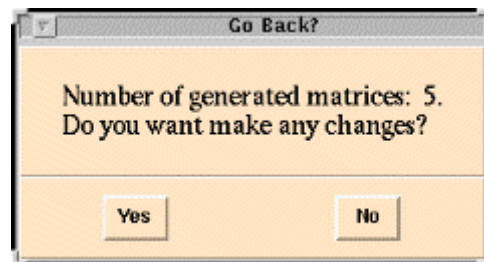 Go Back?
Number of generated matrices: 5.
Do you want make any changes?
Yes No